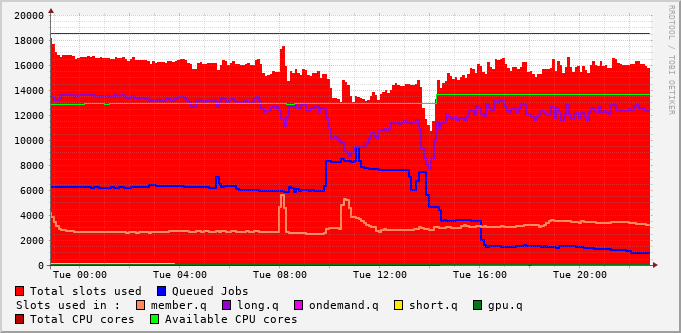 20000
18000
16000
14000
12000
10000
8000
6000
4000
2000
0
Tue 00:00 Tue 04:00 Tue 08:00 Tue 12:00 Tue 16:00 Tue 20:00
Total slots used Queued Jobs
Slots used in : member.q long.q ondemand.q short.q gpu.q
Total CPU cores Available CPU cores
RRDTOOL / TOBI OETIKER